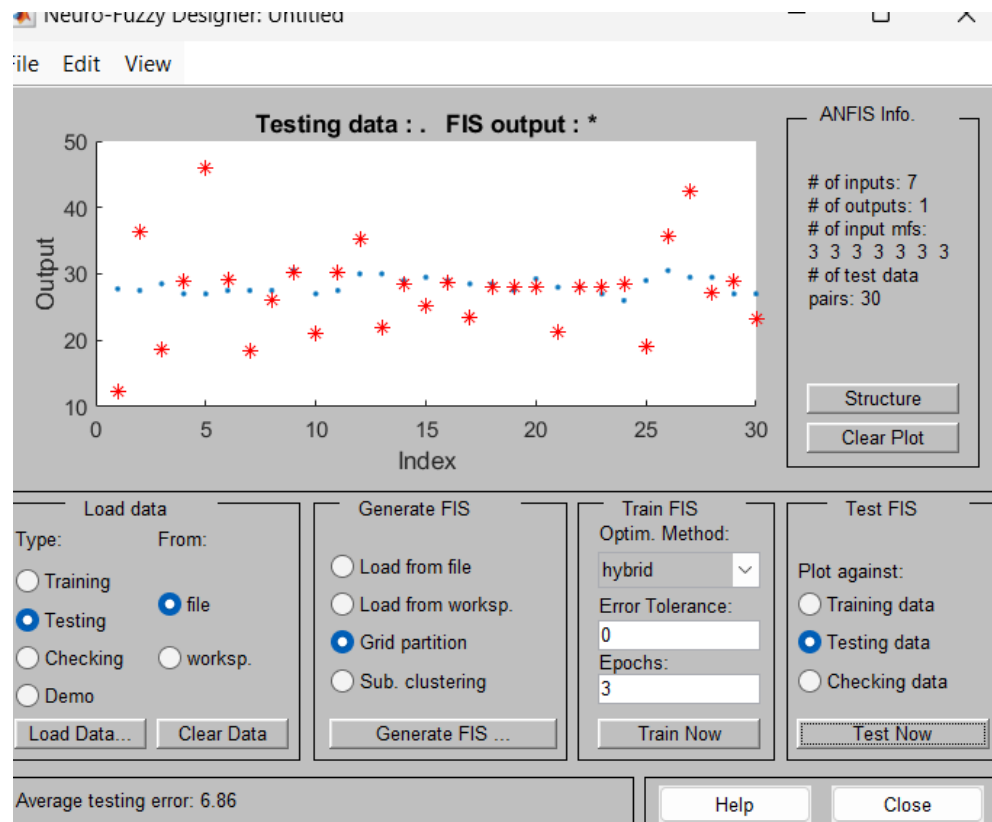 Neuro-Fuzzy Designer: Untitled
File Edit View
Testing data : . FIS output : *
50
40
30
20
10
Output
0 5 10 15 20 25 30
Index
ANFIS Info.
# of inputs: 7
# of outputs: 1
# of input mfs:
3 3 3 3 3 3 3
# of test data
pairs: 30
Structure
Clear Plot
Load data
Type: From:
Training
Testing
Checking
Demo
file
worksp.
Load Data... Clear Data
Generate FIS
Load from file
Load from worksp.
Grid partition
Sub. clustering
Generate FIS ...
Train FIS
Optim. Method:
hybrid
Error Tolerance:
0
Epochs:
3
Train Now
Test FIS
Plot against:
Training data
Testing data
Checking data
Test Now
Average testing error: 6.86
Help Close